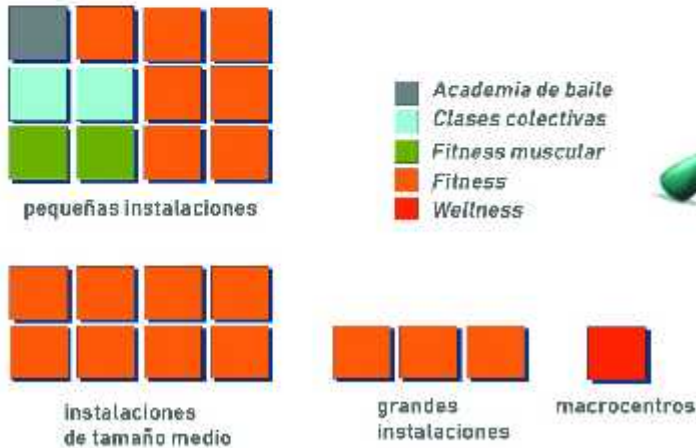 Academia de baile
Clases colectivas
Fitness muscular
Fitness
Wellness
pequeñas instalaciones
instalaciones
de tamaño medio
grandes
instalaciones
macrocentros